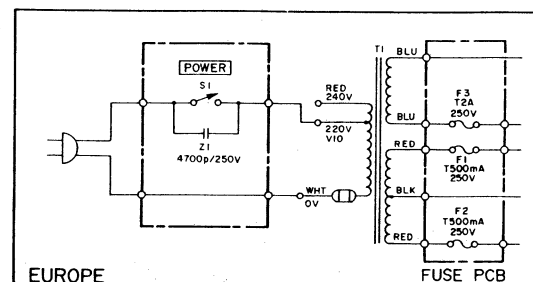 POWER
S1
Z1
4700p/250V
RED
240V
220V
V10
WHT
0V
T1
BLU
BLU
RED
BLK
RED
F3
T2A
250V
F1
T500mA
250V
F2
T500mA
250V
EUROPE
FUSE PCB